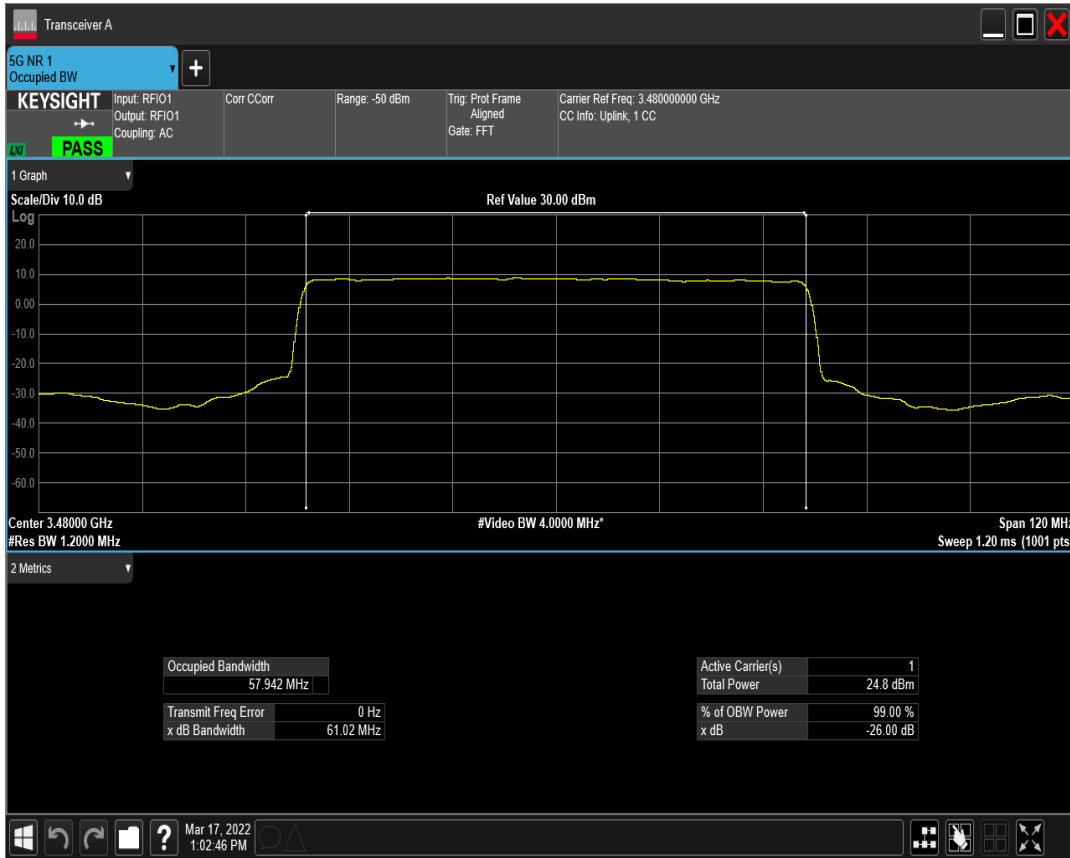 Transceiver A
5G NR 1
Occupied BW
+
KEYSIGHT
LXI
PASS
Input: RFIO1
Output: RFIO1
Coupling: AC
Corr CCorr
Range: -50 dBm
Trig: Prot Frame
Aligned
Gate: FFT
Carrier Ref Freq: 3.480000000 GHz
CC Info: Uplink, 1 CC
1 Graph
Scale/Div 10.0 dB
Ref Value 30.00 dBm
Log
20.0
10.0
0.00
-10.0
-20.0
-30.0
-40.0
-50.0
-60.0
Center 3.48000 GHz
#Video BW 4.0000 MHz*
Span 120 MHz
#Res BW 1.2000 MHz
Sweep 1.20 ms (1001 pts
2 Metrics
Occupied Bandwidth
57.942 MHz
Transmit Freq Error 0 Hz
x dB Bandwidth 61.02 MHz
Active Carrier(s) 1
Total Power 24.8 dBm
% of OBW Power 99.00 %
x dB -26.00 dB
?
Mar 17, 2022
1:02:46 PM